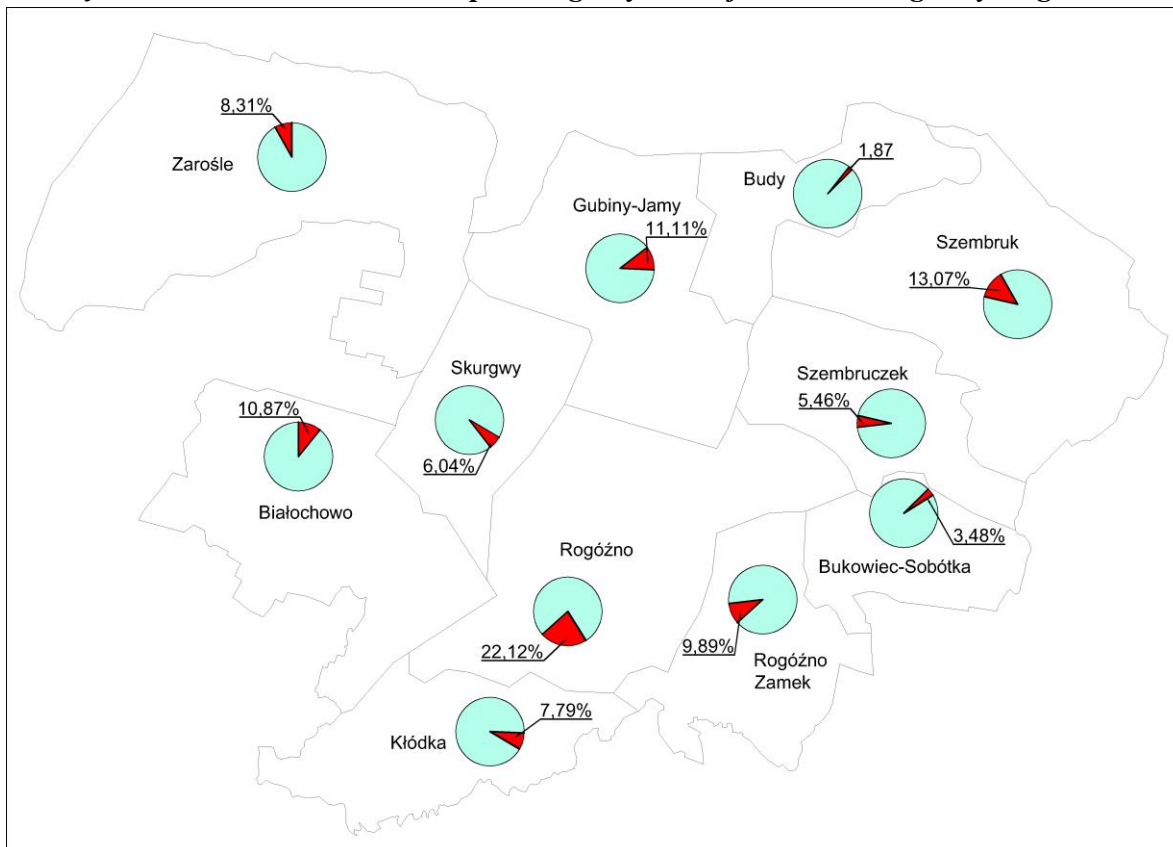 8,31%
Zarośle
1,87
Budy
Gubiny-Jamy
11,11%
Szembruk
13,07%
Skurgwy
6,04%
Szembruczek
5,46%
10,87%
Białochowo
3,48%
Bukowiec-Sobótka
Rogóźno
22,12%
9,89%
Rogóźno
Zamek
7,79%
Kłódka